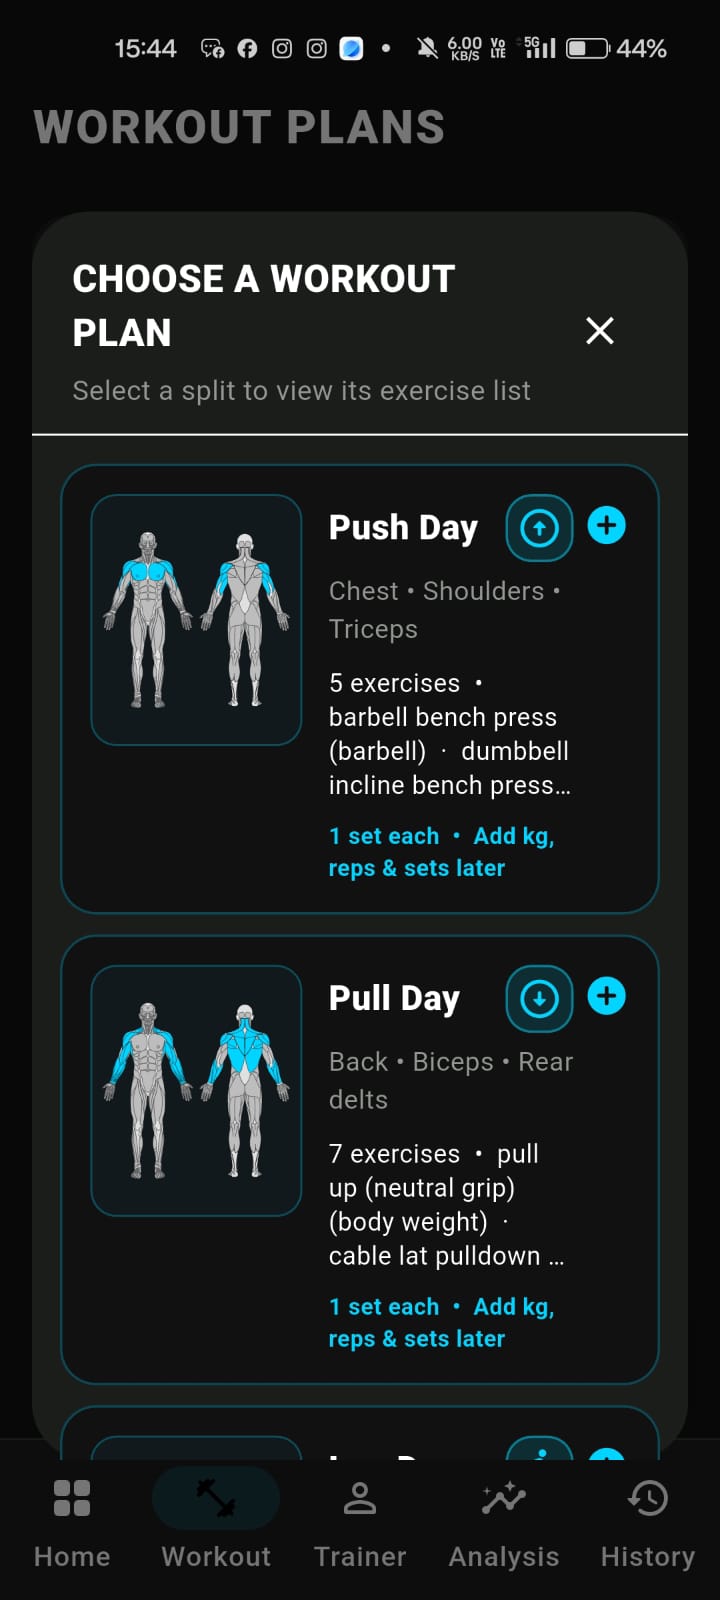 15:44 6.00 KB/S Vo LTE 5G 44%
WORKOUT PLANS
CHOOSE A WORKOUT
PLAN
Select a split to view its exercise list
Push Day
Chest • Shoulders •
Triceps
5 exercises •
barbell bench press
(barbell) · dumbbell
incline bench press...
1 set each • Add kg,
reps & sets later
Pull Day
Back • Biceps • Rear
delts
7 exercises • pull
up (neutral grip)
(body weight) ·
cable lat pulldown ...
1 set each • Add kg,
reps & sets later
Home Workout Trainer Analysis History